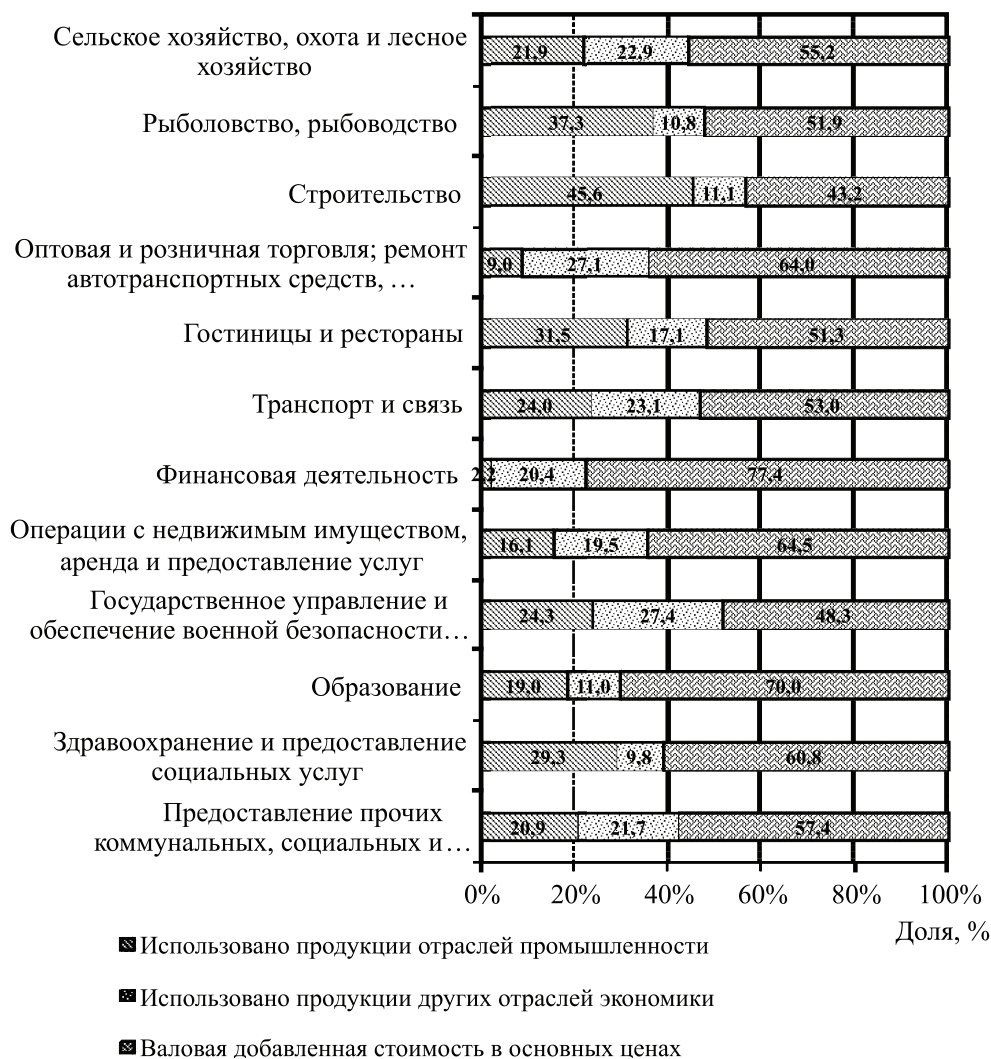 Сельское хозяйство, охота и лесное
хозяйство
21,9 22,9 55,2
Рыболовство, рыбоводство
37,3 10,8 51,9
Строительство
45,6 11,1 43,2
Оптовая и розничная торговля; ремонт
автотранспортных средств, …
9,0 27,1 64,0
Гостиницы и рестораны
31,5 17,1 51,3
Транспорт и связь
24,0 23,1 53,0
Финансовая деятельность
2,2 20,4 77,4
Операции с недвижимым имуществом,
аренда и предоставление услуг
16,1 19,5 64,5
Государственное управление и
обеспечение военной безопасности…
24,3 27,4 48,3
Образование
19,0 11,0 70,0
Здравоохранение и предоставление
социальных услуг
29,3 9,8 60,8
Предоставление прочих
коммунальных, социальных и…
20,9 21,7 57,4
0% 20% 40% 60% 80% 100%
Доля, %
Использовано продукции отраслей промышленности
Использовано продукции других отраслей экономики
Валовая добавленная стоимость в основных ценах